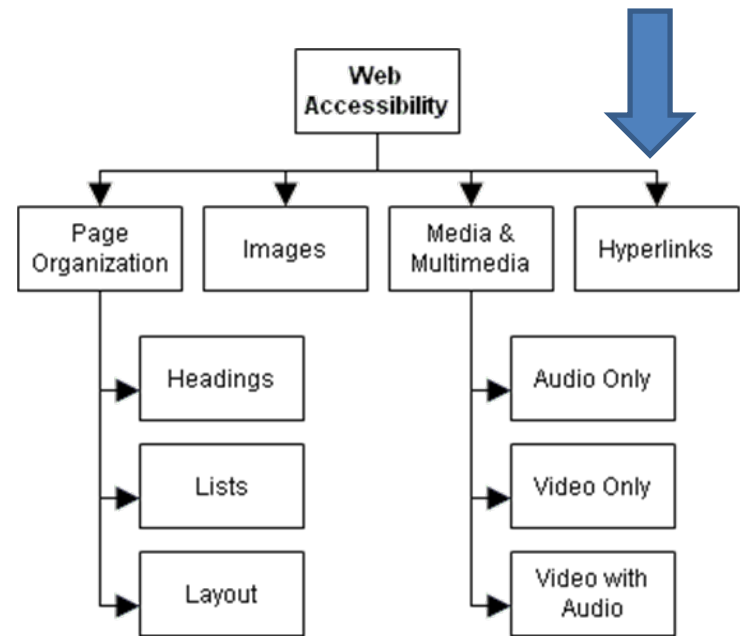 Web
Accessibility
Page
Organization
Images
Media &
Multimedia
Hyperlinks
Headings
Lists
Layout
Audio Only
Video Only
Video with
Audio